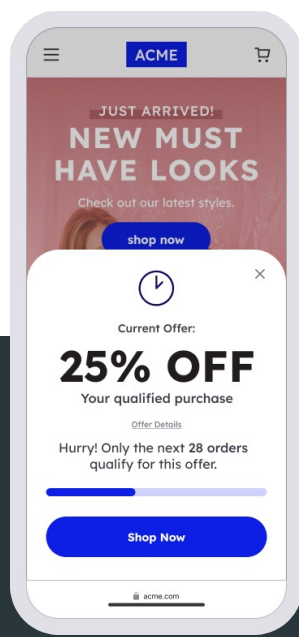 ACME
JUST ARRIVED!
NEW MUST
HAVE LOOKS
Check out our latest styles.
shop now
Current Offer:
25% OFF
Your qualified purchase
Offer Details
Hurry! Only the next 28 orders
qualify for this offer.
Shop Now
acme.com